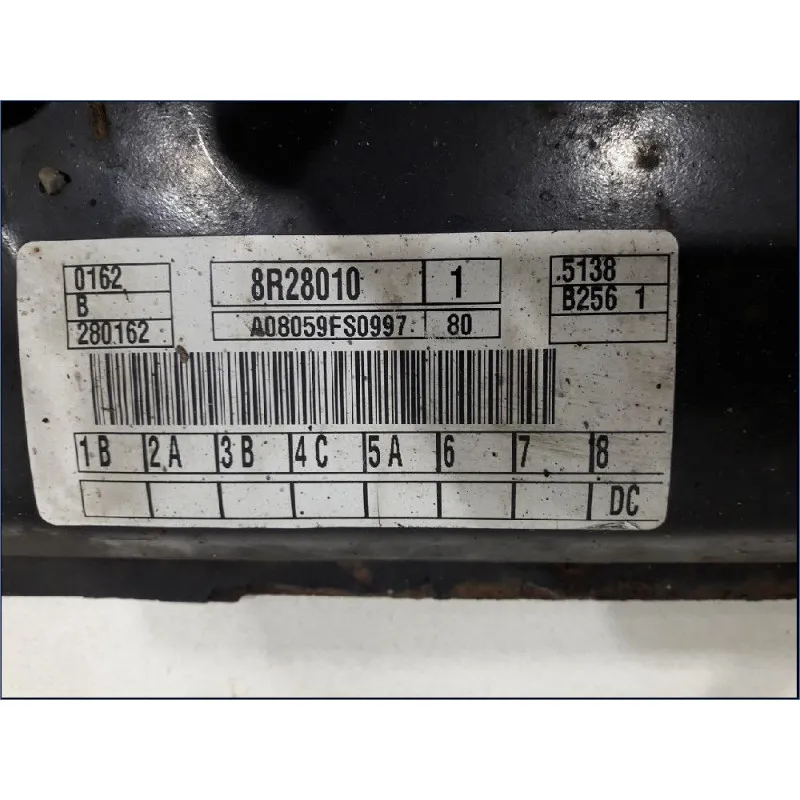 0162 8R28010 1 .5138
B B256 1
280162 A08059FS0997 80
1B 2A 3B 4C 5A 6 7 8
DC